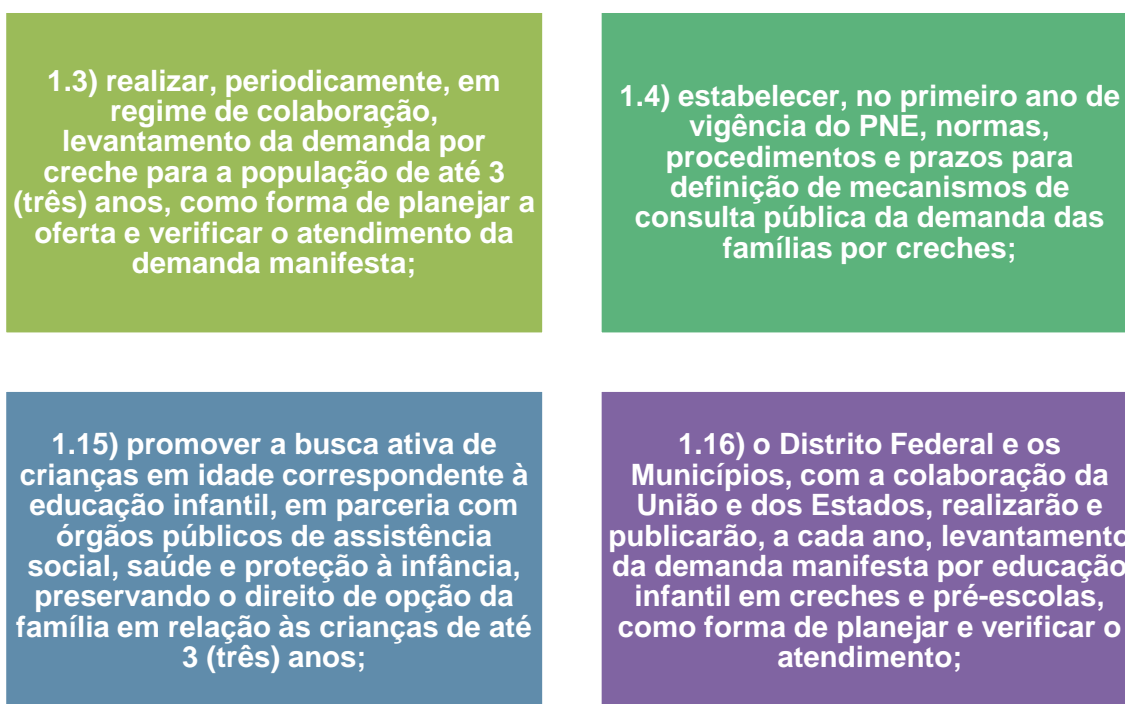 1.3) realizar, periodicamente, em
regime de colaboração,
levantamento da demanda por
creche para a população de até 3
(três) anos, como forma de planejar a
oferta e verificar o atendimento da
demanda manifesta;
1.4) estabelecer, no primeiro ano de
vigência do PNE, normas,
procedimentos e prazos para
definição de mecanismos de
consulta pública da demanda das
famílias por creches;
1.15) promover a busca ativa de
crianças em idade correspondente à
educação infantil, em parceria com
órgãos públicos de assistência
social, saúde e proteção à infância,
preservando o direito de opção da
família em relação às crianças de até
3 (três) anos;
1.16) o Distrito Federal e os
Municípios, com a colaboração da
União e dos Estados, realizarão e
publicarão, a cada ano, levantamento
da demanda manifesta por educação
infantil em creches e pré-escolas,
como forma de planejar e verificar o
atendimento;